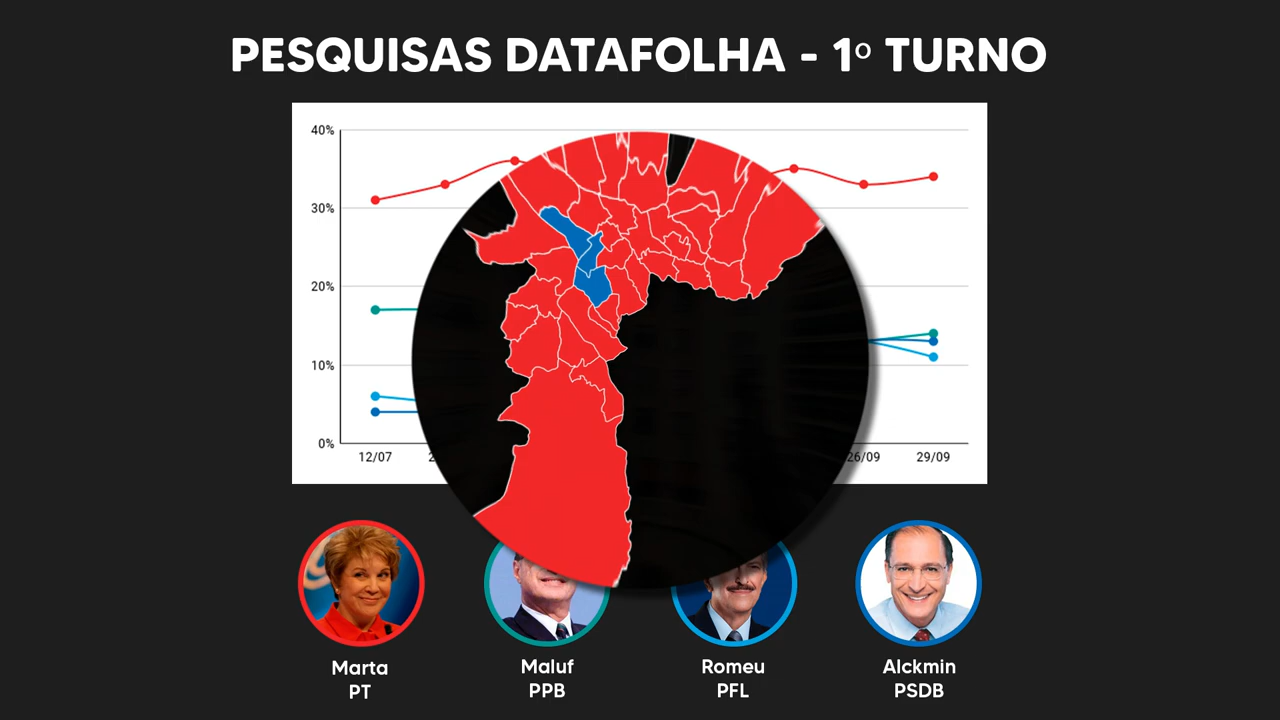 PESQUISAS DATAFOLHA - 1º TURNO
40%
30%
20%
10%
0%
12/07
26/09
29/09
Marta
PT
Maluf
PPB
Romeu
PFL
Alckmin
PSDB